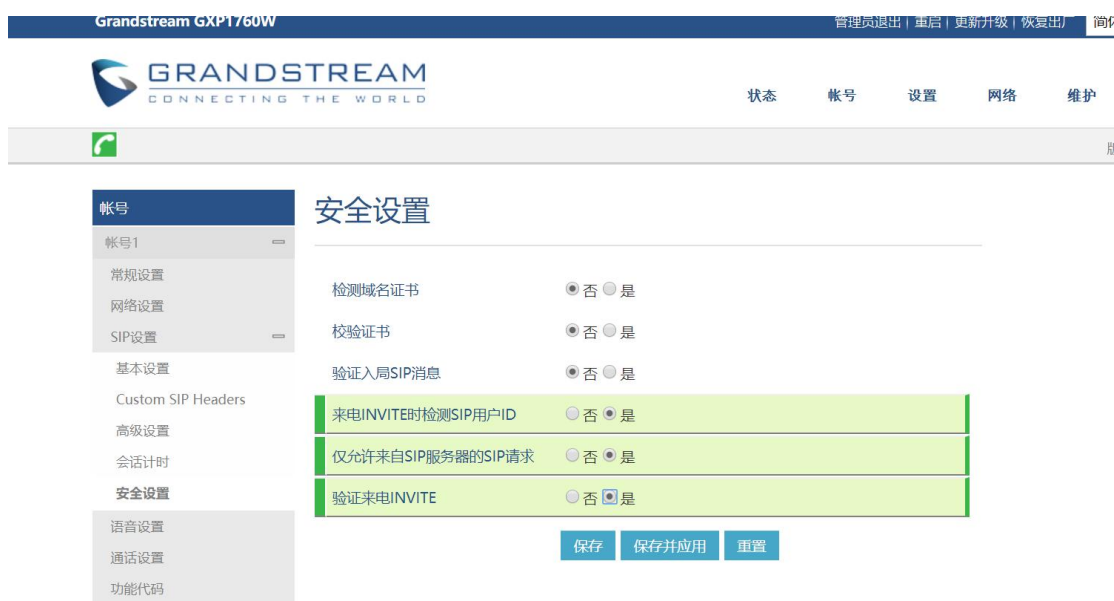 Grandstream GXP1760W
管理员退出 | 重启 | 更新升级 | 恢复出厂
GRANDSTREAM
CONNECTING THE WORLD
状态 帐号 设置 网络 维护
帐号
帐号1
常规设置
网络设置
SIP设置
基本设置
Custom SIP Headers
高级设置
会话计时
安全设置
语音设置
通话设置
功能代码
安全设置
检测域名证书 否 是
校验证书 否 是
验证入局SIP消息 否 是
来电INVITE时检测SIP用户ID 否 是
仅允许来自SIP服务器的SIP请求 否 是
验证来电INVITE 否 是
保存 保存并应用 重置